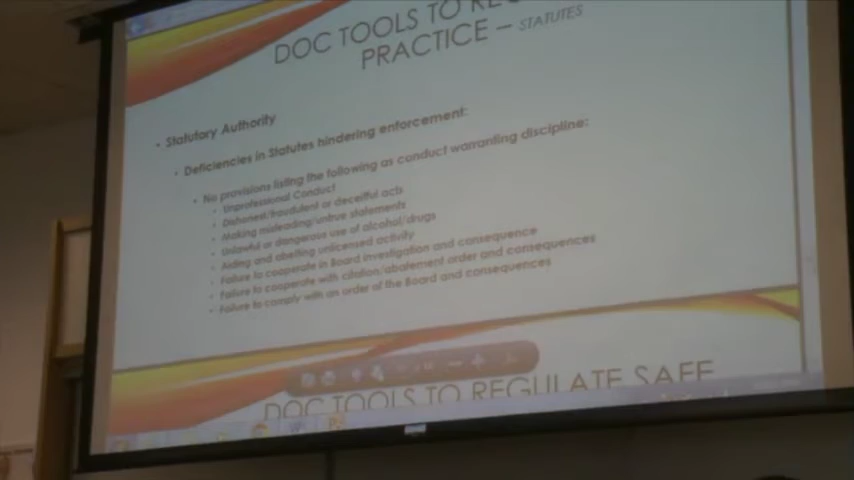 DOC TOOLS TO
PRACTICE – STATUTES
• Statutory Authority
• Deficiencies in Statutes hindering enforcement:
• No provisions listing the following as conduct warranting discipline:
• Unprofessional Conduct
• Dishonest/fraudulent or deceitful acts
• Making misleading/untrue statements
• Unlawful or dangerous use of alcohol/drugs
• Aiding and abetting unlicensed activity
• Failure to cooperate in Board investigation and consequence
• Failure to cooperate with citation/abatement order and consequences
• Failure to comply with an order of the Board and consequences
DOC TOOLS TO REGULATE SAFE